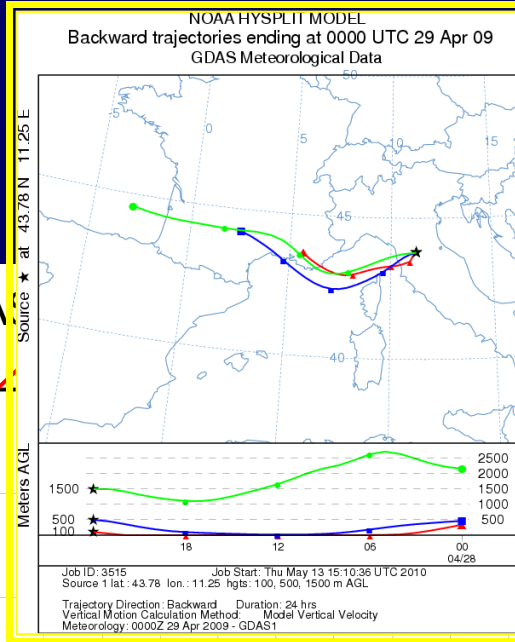 NOAA HYSPLIT MODEL
Backward trajectories ending at 0000 UTC 29 Apr 09
GDAS Meteorological Data
Source ★ at 43.78 N 11.25 E
50
-5
0
5
10
15
45
40
Meters AGL
1500
500
100
2500
2000
1500
1000
500
18
12
06
00
04/28
Job ID: 3515 Job Start: Thu May 13 15:10:36 UTC 2010
Source 1 lat.: 43.78 lon.: 11.25 hgts: 100, 500, 1500 m AGL
Trajectory Direction: Backward Duration: 24 hrs
Vertical Motion Calculation Method: Model Vertical Velocity
Meteorology: 0000Z 29 Apr 2009 - GDAS1